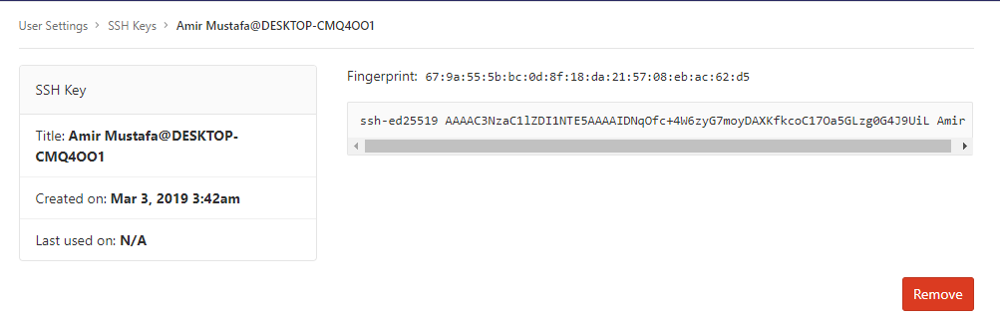 User Settings > SSH Keys > Amir Mustafa@DESKTOP-CMQ4OO1
SSH Key
Title: Amir Mustafa@DESKTOP-
CMQ4OO1
Created on: Mar 3, 2019 3:42am
Last used on: N/A
Fingerprint: 67:9a:55:5b:bc:0d:8f:18:da:21:57:08:eb:ac:62:d5
ssh-ed25519 AAAAC3NzaC1lZDI1NTE5AAAAIDNqOfc+4W6zyG7moyDAXKfkcoC17Oa5GLzg0G4J9UiL Amir
Remove